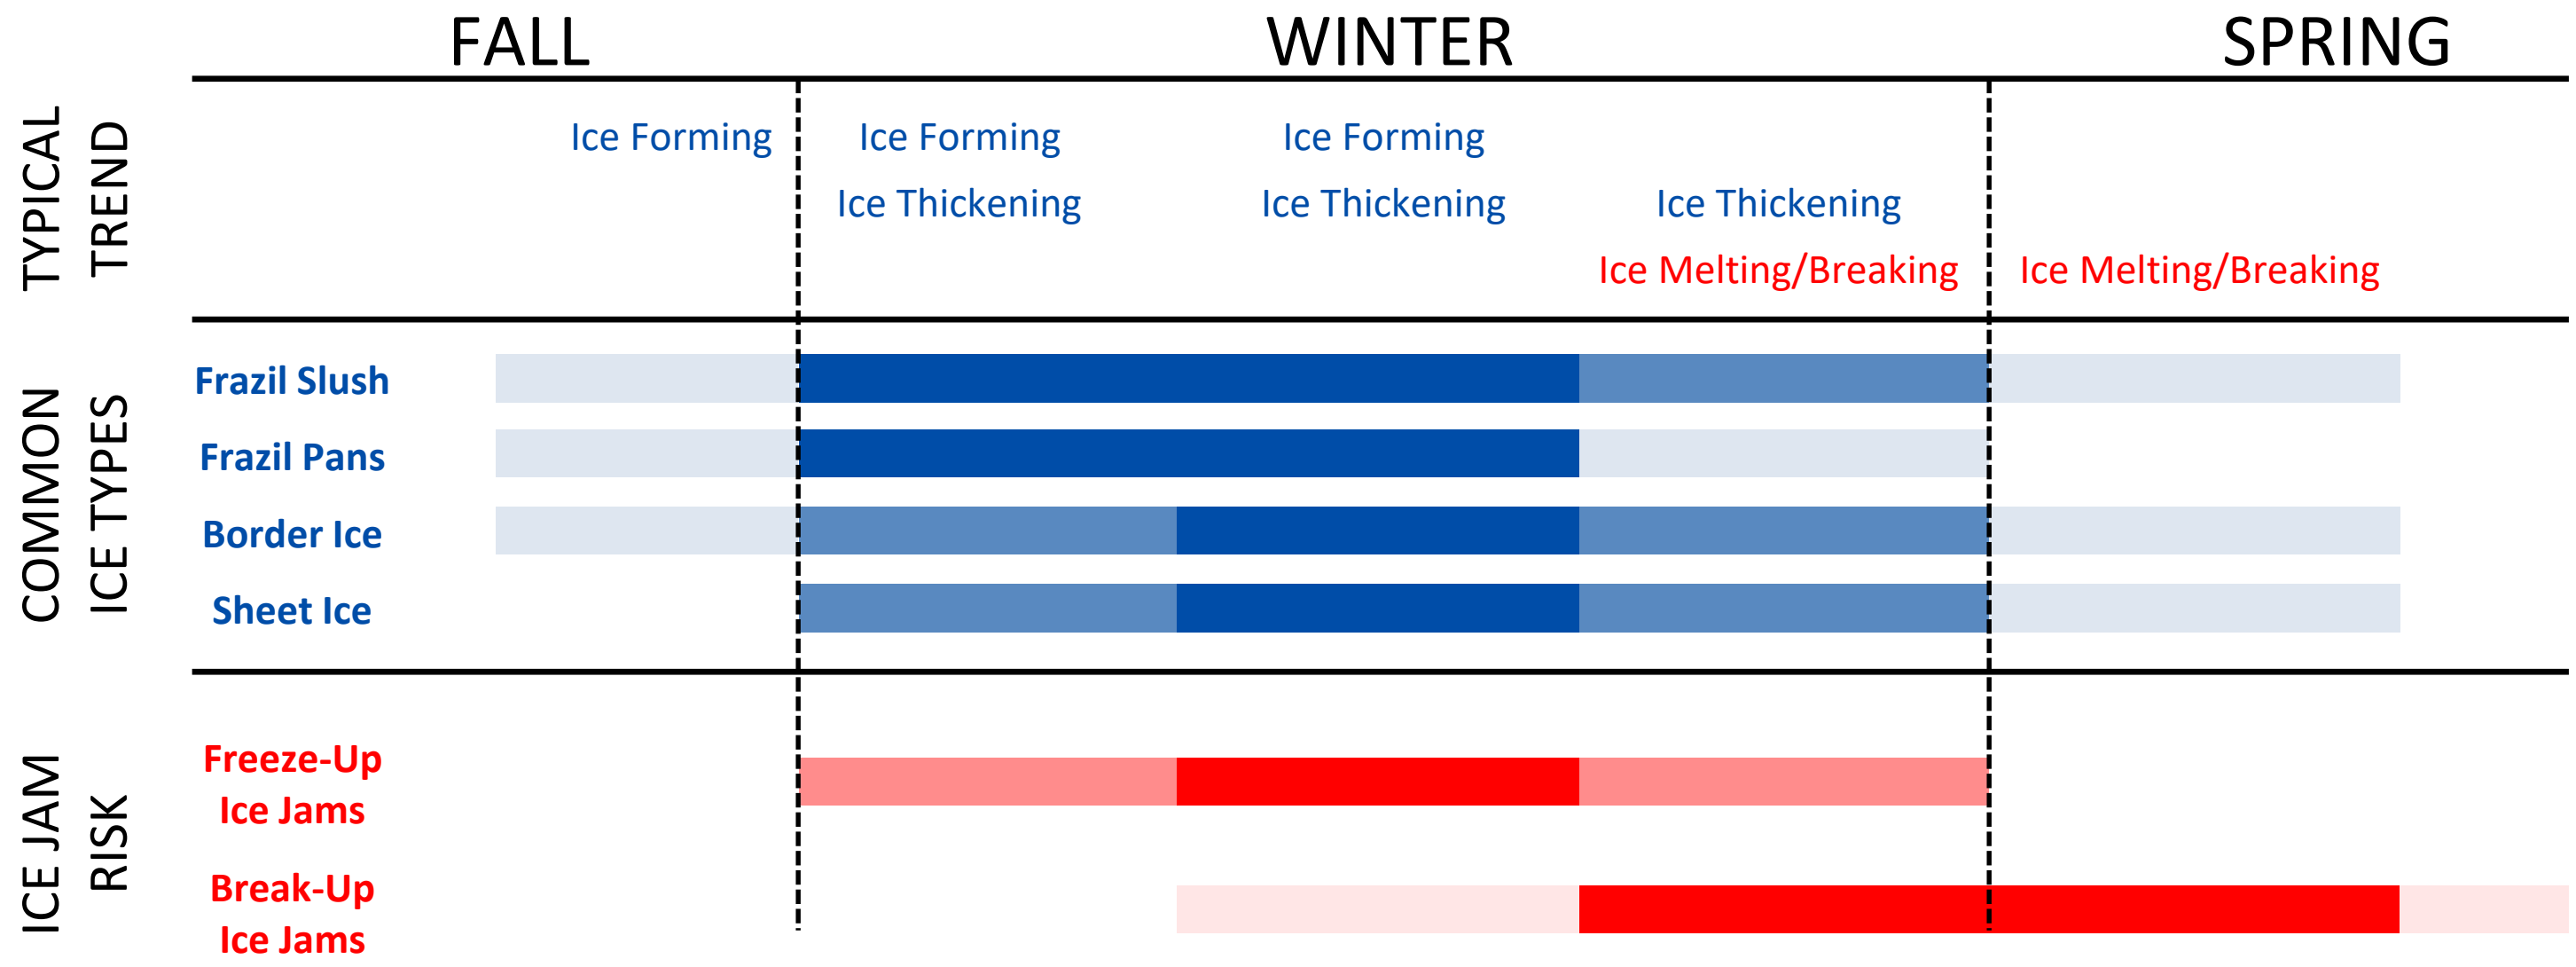 FALL
WINTER
SPRING
TYPICAL
TREND
Ice Forming
Ice Forming
Ice Forming
Ice Thickening
Ice Thickening
Ice Thickening
Ice Melting/Breaking
Ice Melting/Breaking
COMMON
ICE TYPES
Frazil Slush
Frazil Pans
Border Ice
Sheet Ice
ICE JAM
RISK
Freeze-Up
Ice Jams
Break-Up
Ice Jams